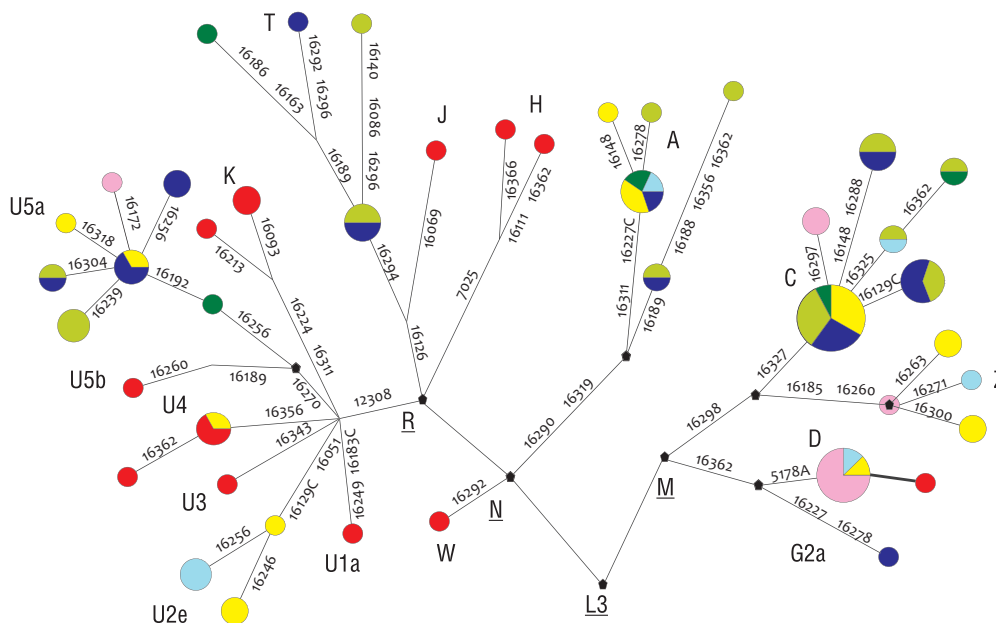 T
16140
16292
16296
16186
16163
16086
16296
16189
J
H
16366
16362
16111
16069
7025
A
16148
16278
16362
16356
16188
16227C
16311
16189
16288
16362
16148
16325
16297
16129C
C
K
16093
16213
16224
16311
16294
16126
U5a
16172
16256
16318
16304
16239
16192
16256
16260
16189
U5b
16270
12308
R
U4
16356
16362
16343
U3
16051
16129C
16183C
16249
16256
16246
U2e
U1a
16319
16290
16292
N
W
L3
16327
16298
16185
16260
16263
16271
16300
Z
M
16362
5178A
D
16227
16278
G2a